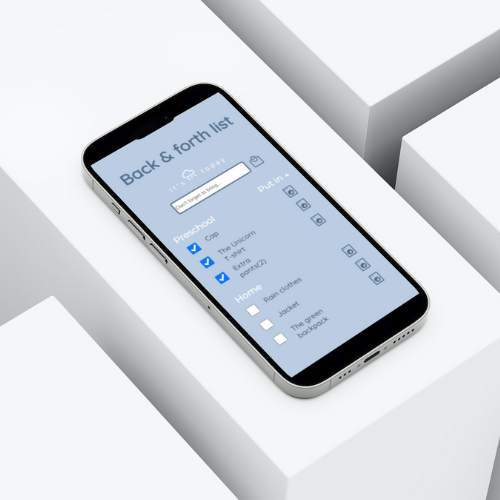 Back & forth list
it's today
Don't forget to bring...
Put in +
Preschool
Cap
The Unicorn
T-shirt
Extra
pants(2)
Home
Rain clothes
Jacket
The green
backpack